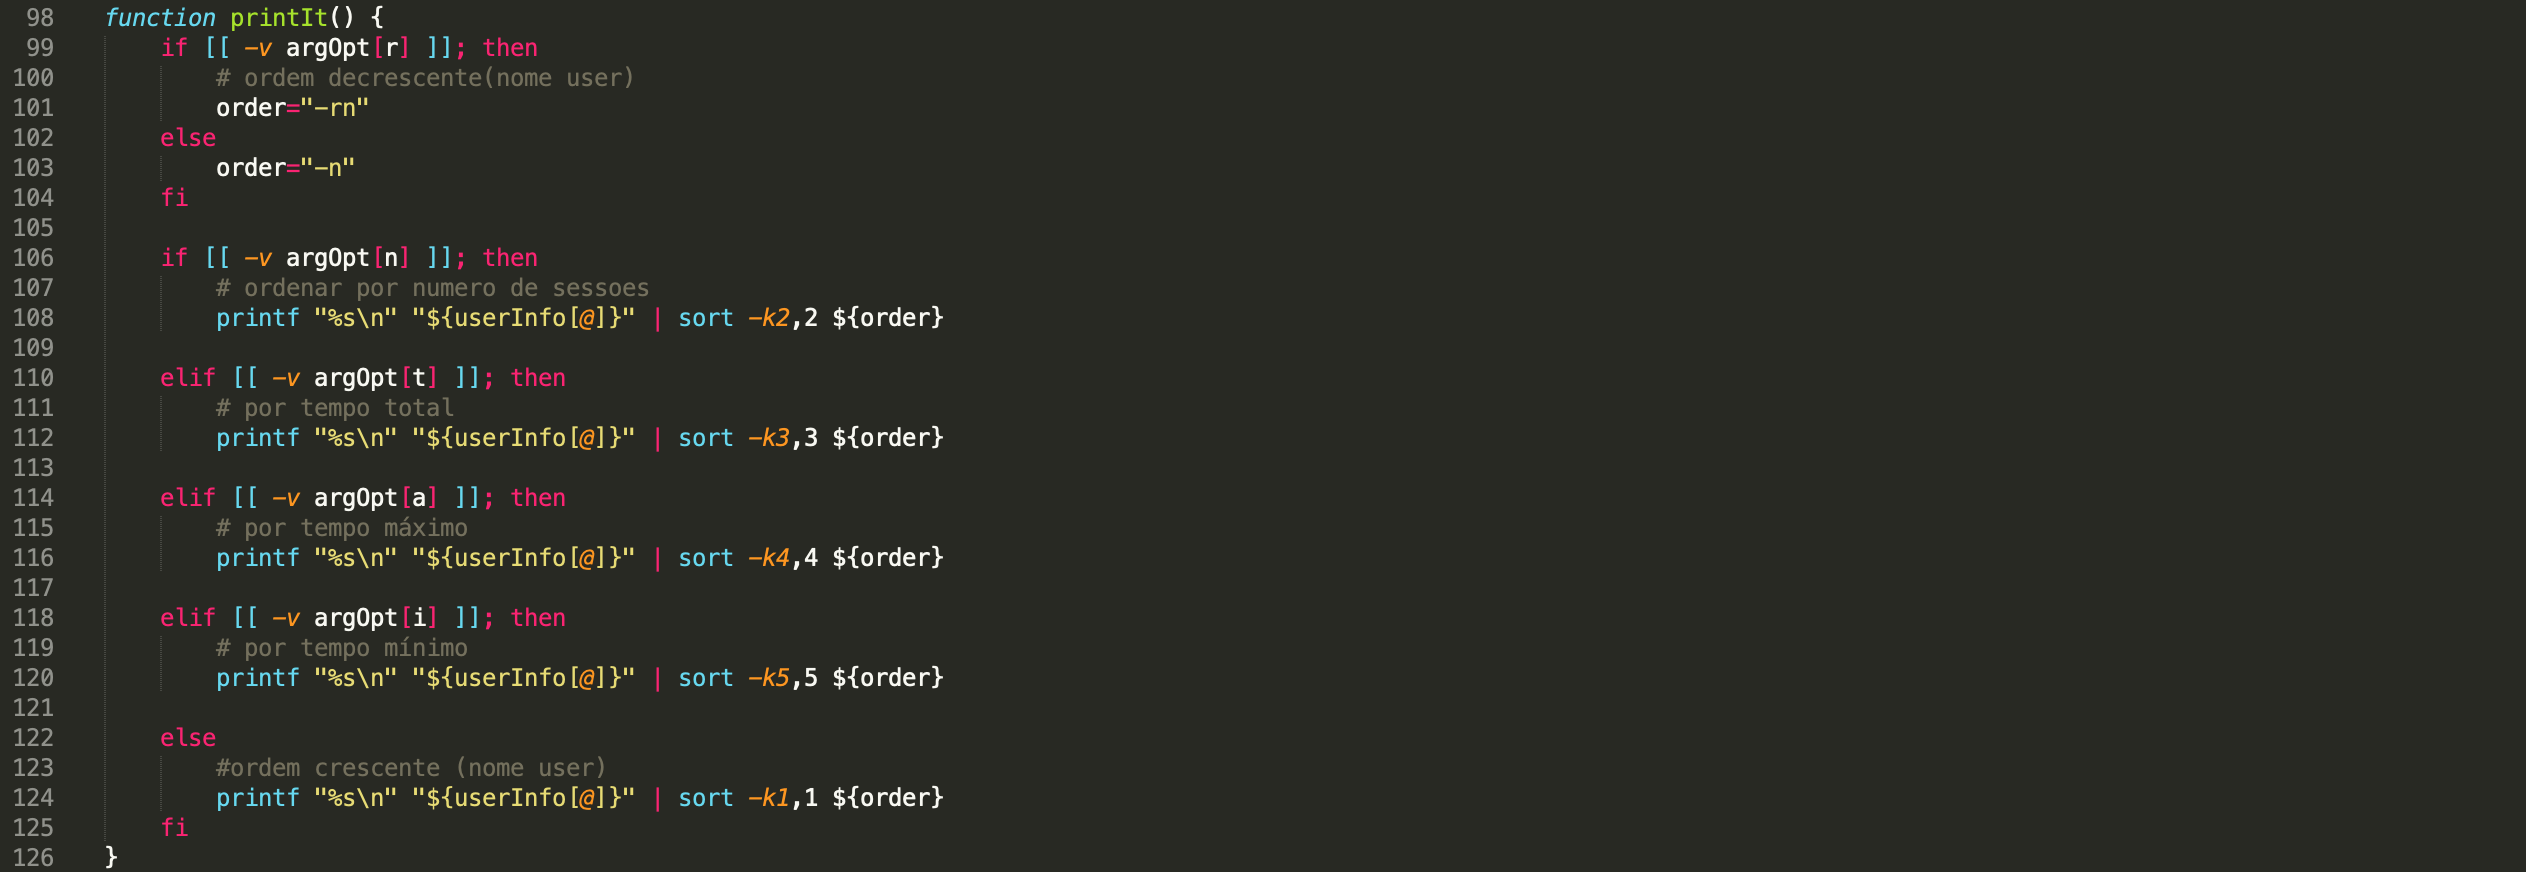 98 function printIt() {
99 if [[ -v argOpt[r] ]]; then
100 # ordem decrescente(nome user)
101 order="-rn"
102 else
103 order="-n"
104 fi
105
106 if [[ -v argOpt[n] ]]; then
107 # ordenar por numero de sessoes
108 printf "%s\n" "${userInfo[@]}" | sort -k2,2 ${order}
109
110 elif [[ -v argOpt[t] ]]; then
111 # por tempo total
112 printf "%s\n" "${userInfo[@]}" | sort -k3,3 ${order}
113
114 elif [[ -v argOpt[a] ]]; then
115 # por tempo máximo
116 printf "%s\n" "${userInfo[@]}" | sort -k4,4 ${order}
117
118 elif [[ -v argOpt[i] ]]; then
119 # por tempo mínimo
120 printf "%s\n" "${userInfo[@]}" | sort -k5,5 ${order}
121
122 else
123 #ordem crescente (nome user)
124 printf "%s\n" "${userInfo[@]}" | sort -k1,1 ${order}
125 fi
126 }